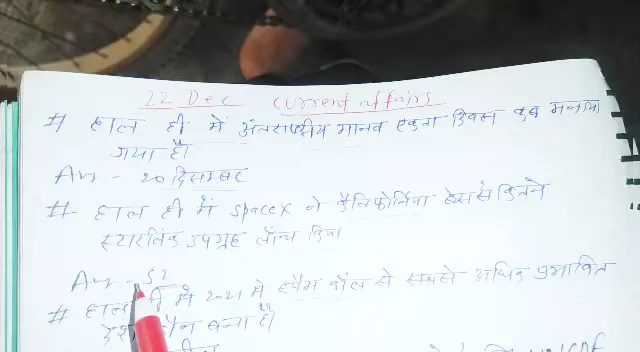 22 Dec current affairs
# हाल ही में अंतराष्ट्रीय मानव एकता दिवस कब मनाया
गया है।
Ans - 20 दिसम्बर
# हाल ही में spaceX ने कैलिफोर्निया बेस से कितने
स्टारलिंक उपग्रह लॉन्च किया
Ans - 52
# हाल ही में 2021 मे स्पैम कॉल से सबसे अधिक प्रभावित
देश कौन बना है।